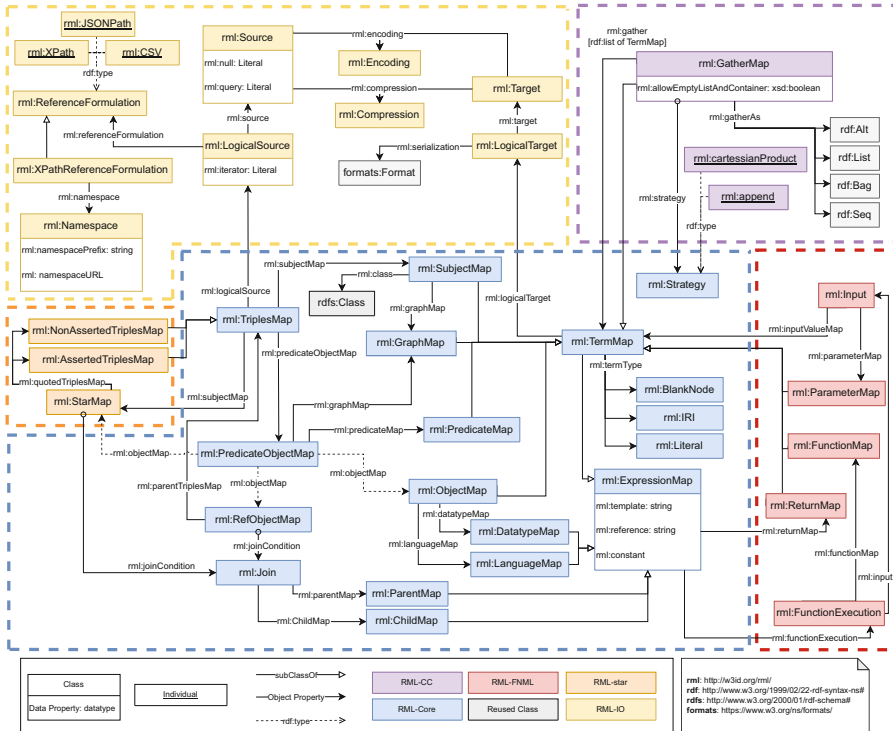 rml:JSONPath
rml:XPath
rml:CSV
rdf:type
rml:ReferenceFormulation
rml:referenceFormulation
rml:XPathReferenceFormulation
rml:namespace
rml:Namespace
rml:namespacePrefix: string
rml: namespaceURL
rml:Source
rml:null: Literal
rml:query: Literal
rml:source
rml:LogicalSource
rml:iterator: Literal
rml:encoding
rml:Encoding
rml:compression
rml:Compression
rml:Target
rml:target
rml:LogicalTarget
rml:serialization
formats:Format
rml:gather
[rdf:list of TermMap]
rml:GatherMap
rml:allowEmptyListAndContainer: xsd:boolean
rml:gatherAs
rdf:Alt
rdf:List
rdf:Bag
rdf:Seq
rml:cartessianProduct
rml:append
rml:strategy
rdf:type
rml:Strategy
rml:logicalSource
rml:subjectMap
rml:SubjectMap
rml:class
rdfs:Class
rml:graphMap
rml:logicalTarget
rml:NonAssertedTriplesMap
rml:AssertedTriplesMap
rml:quotedTriplesMap
rml:StarMap
rml:TriplesMap
rml:predicateObjectMap
rml:GraphMap
rml:TermMap
rml:termType
rml:inputValueMap
rml:Input
rml:parameterMap
rml:ParameterMap
rml:subjectMap
rml:graphMap
rml:BlankNode
rml:IRI
rml:Literal
rml:predicateMap
rml:PredicateMap
rml:FunctionMap
rml:objectMap
rml:PredicateObjectMap
rml:objectMap
rml:parentTriplesMap
rml:objectMap
rml:ObjectMap
rml:ExpressionMap
rml:template: string
rml:reference: string
rml:constant
rml:ReturnMap
rml:returnMap
rml:RefObjectMap
rml:datatypeMap
rml:DatatypeMap
rml:languageMap
rml:LanguageMap
rml:joinCondition
rml:joinCondition
rml:Join
rml:functionMap
rml:input
rml:parentMap
rml:ParentMap
rml:ChildMap
rml:ChildMap
rml:FunctionExecution
rml:functionExecution
Class
Data Property: datatype
Individual
subClassOf
Object Property
rdf:type
RML-CC
RML-FNML
RML-star
RML-Core
Reused Class
RML-IO
rml: http://w3id.org/rml/
rdf: http://www.w3.org/1999/02/22-rdf-syntax-ns#
rdfs: http://www.w3.org/2000/01/rdf-schema#
formats: https://www.w3.org/ns/formats/